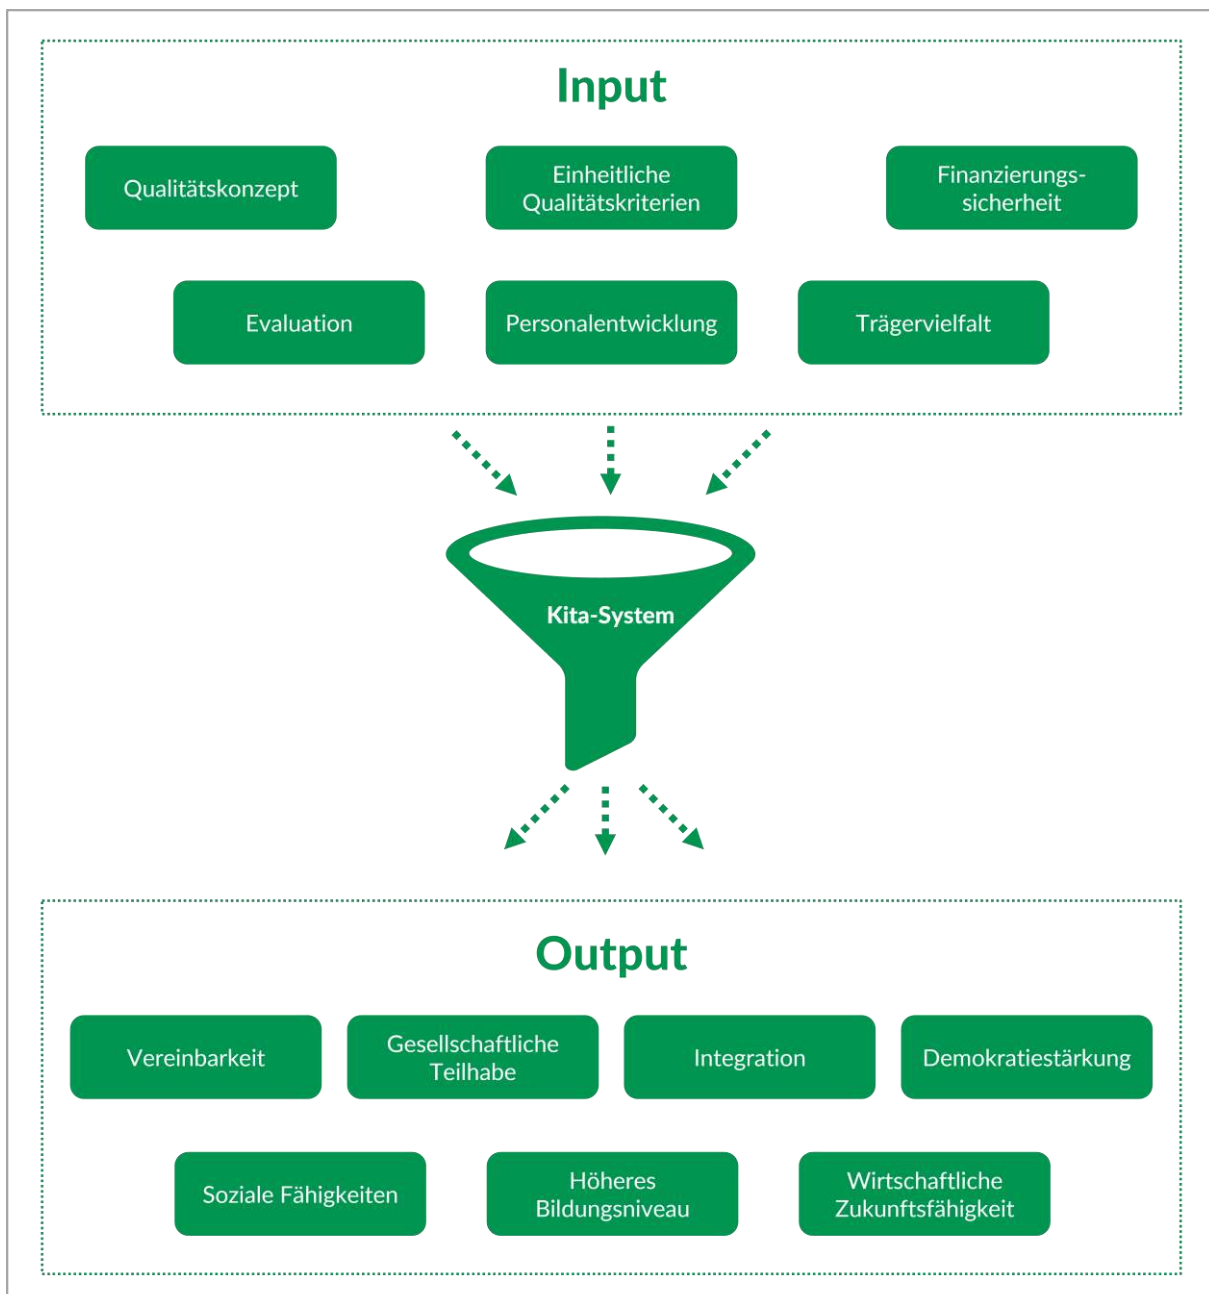 Input
Qualitätskonzept
Einheitliche
Qualitätskriterien
Finanzierungs-
sicherheit
Evaluation
Personalentwicklung
Trägervielfalt
Kita-System
Output
Vereinbarkeit
Gesellschaftliche
Teilhabe
Integration
Demokratiestärkung
Soziale Fähigkeiten
Höheres
Bildungsniveau
Wirtschaftliche
Zukunftsfähigkeit